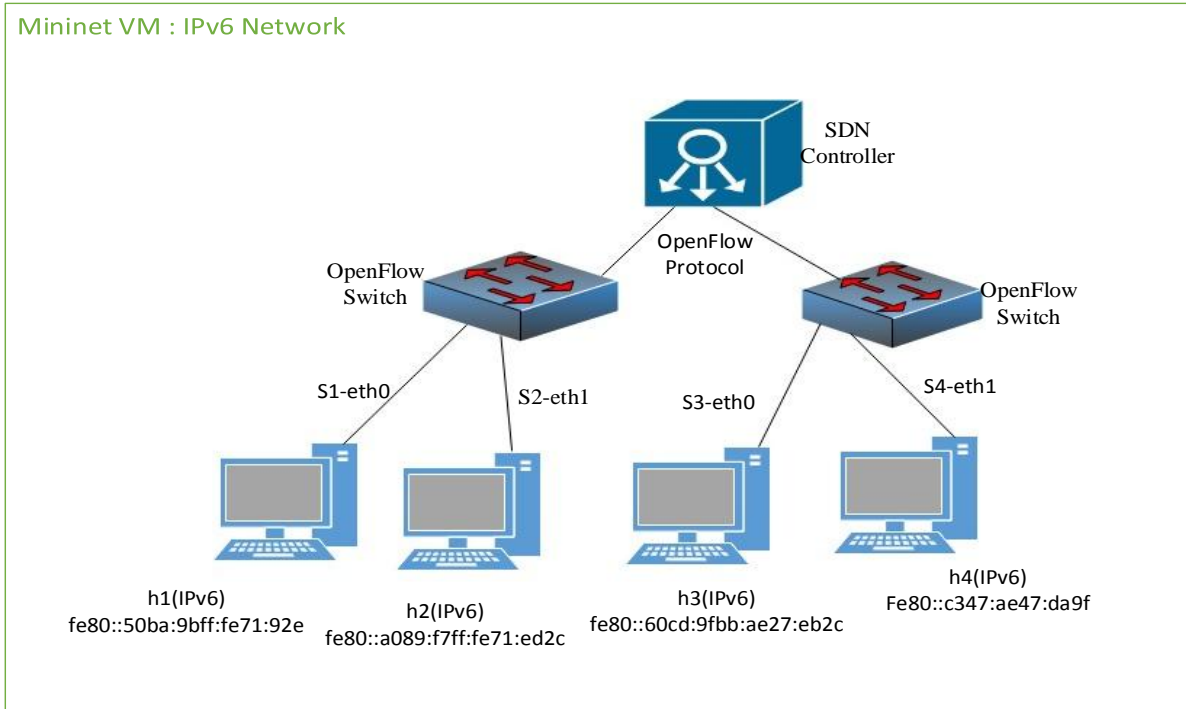 Mininet VM : IPv6 Network
SDN
Controller
OpenFlow
Protocol
OpenFlow
Switch
OpenFlow
Switch
S1-eth0
S2-eth1
S3-eth0
S4-eth1
h1(IPv6)
fe80::50ba:9bff:fe71:92e
h2(IPv6)
fe80::a089:f7ff:fe71:ed2c
h3(IPv6)
fe80::60cd:9fbb:ae27:eb2c
h4(IPv6)
Fe80::c347:ae47:da9f